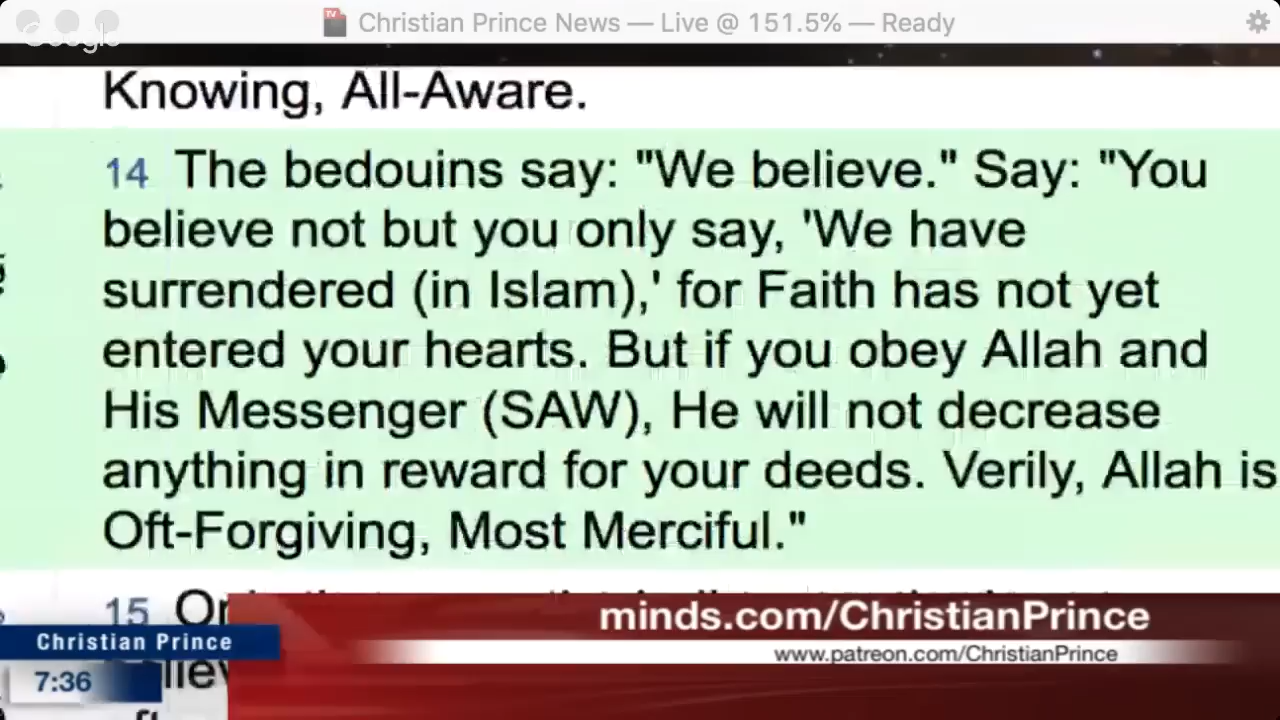 Christian Prince News — Live @ 151.5% — Ready
Google
Knowing, All-Aware.
14 The bedouins say: "We believe." Say: "You
believe not but you only say, 'We have
surrendered (in Islam),' for Faith has not yet
entered your hearts. But if you obey Allah and
His Messenger (SAW), He will not decrease
anything in reward for your deeds. Verily, Allah is
Oft-Forgiving, Most Merciful."
15
minds.com/ChristianPrince
Christian Prince
www.patreon.com/ChristianPrince
7:36